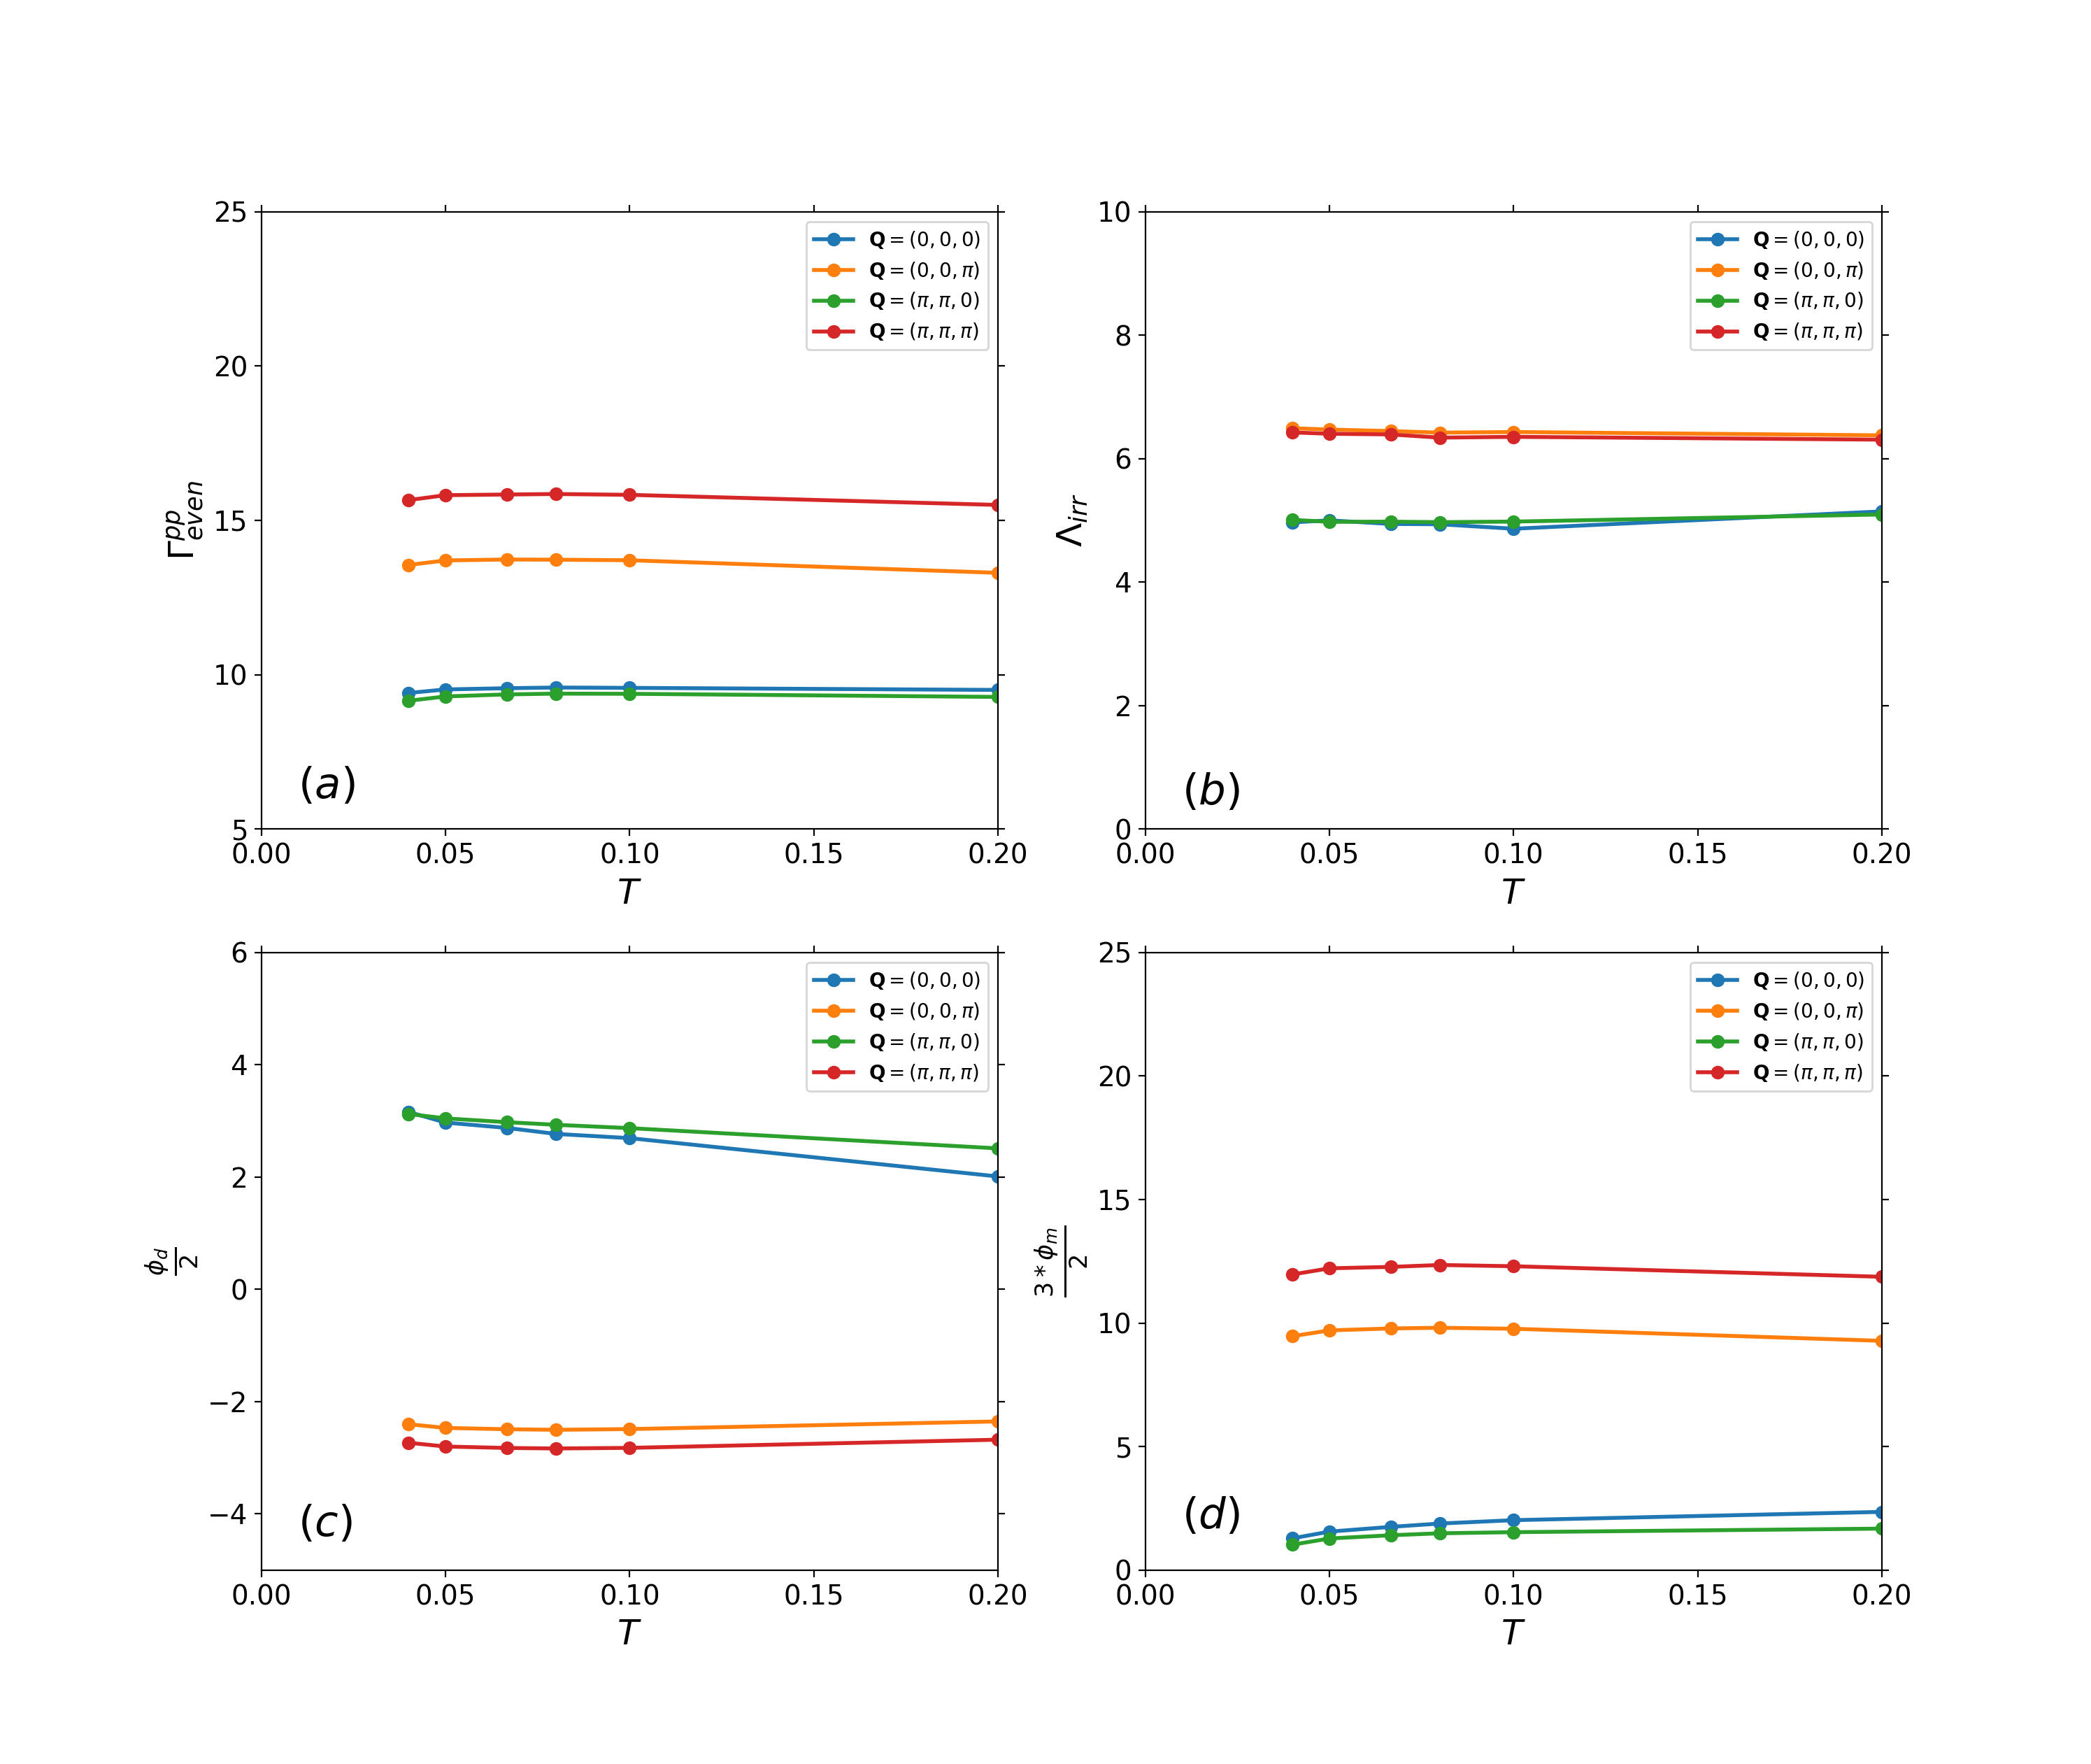 25
20
15
10
5
Γ^{pp}_{even}
0.00 0.05 0.10 0.15 0.20
T
Q = (0, 0, 0)
Q = (0, 0, π)
Q = (π, π, 0)
Q = (π, π, π)
(a)
10
8
6
4
2
0
Λ_{irr}
0.00 0.05 0.10 0.15 0.20
T
Q = (0, 0, 0)
Q = (0, 0, π)
Q = (π, π, 0)
Q = (π, π, π)
(b)
6
4
2
0
−2
−4
ϕ_d
2
0.00 0.05 0.10 0.15 0.20
T
Q = (0, 0, 0)
Q = (0, 0, π)
Q = (π, π, 0)
Q = (π, π, π)
(c)
25
20
15
10
5
0
3 * ϕ_m
2
0.00 0.05 0.10 0.15 0.20
T
Q = (0, 0, 0)
Q = (0, 0, π)
Q = (π, π, 0)
Q = (π, π, π)
(d)